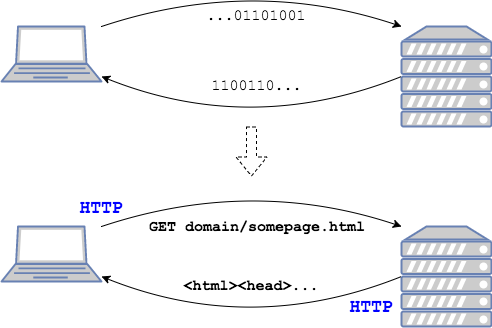 ...01101001
1100110...
HTTP
GET domain/somepage.html
<html><head>...
HTTP